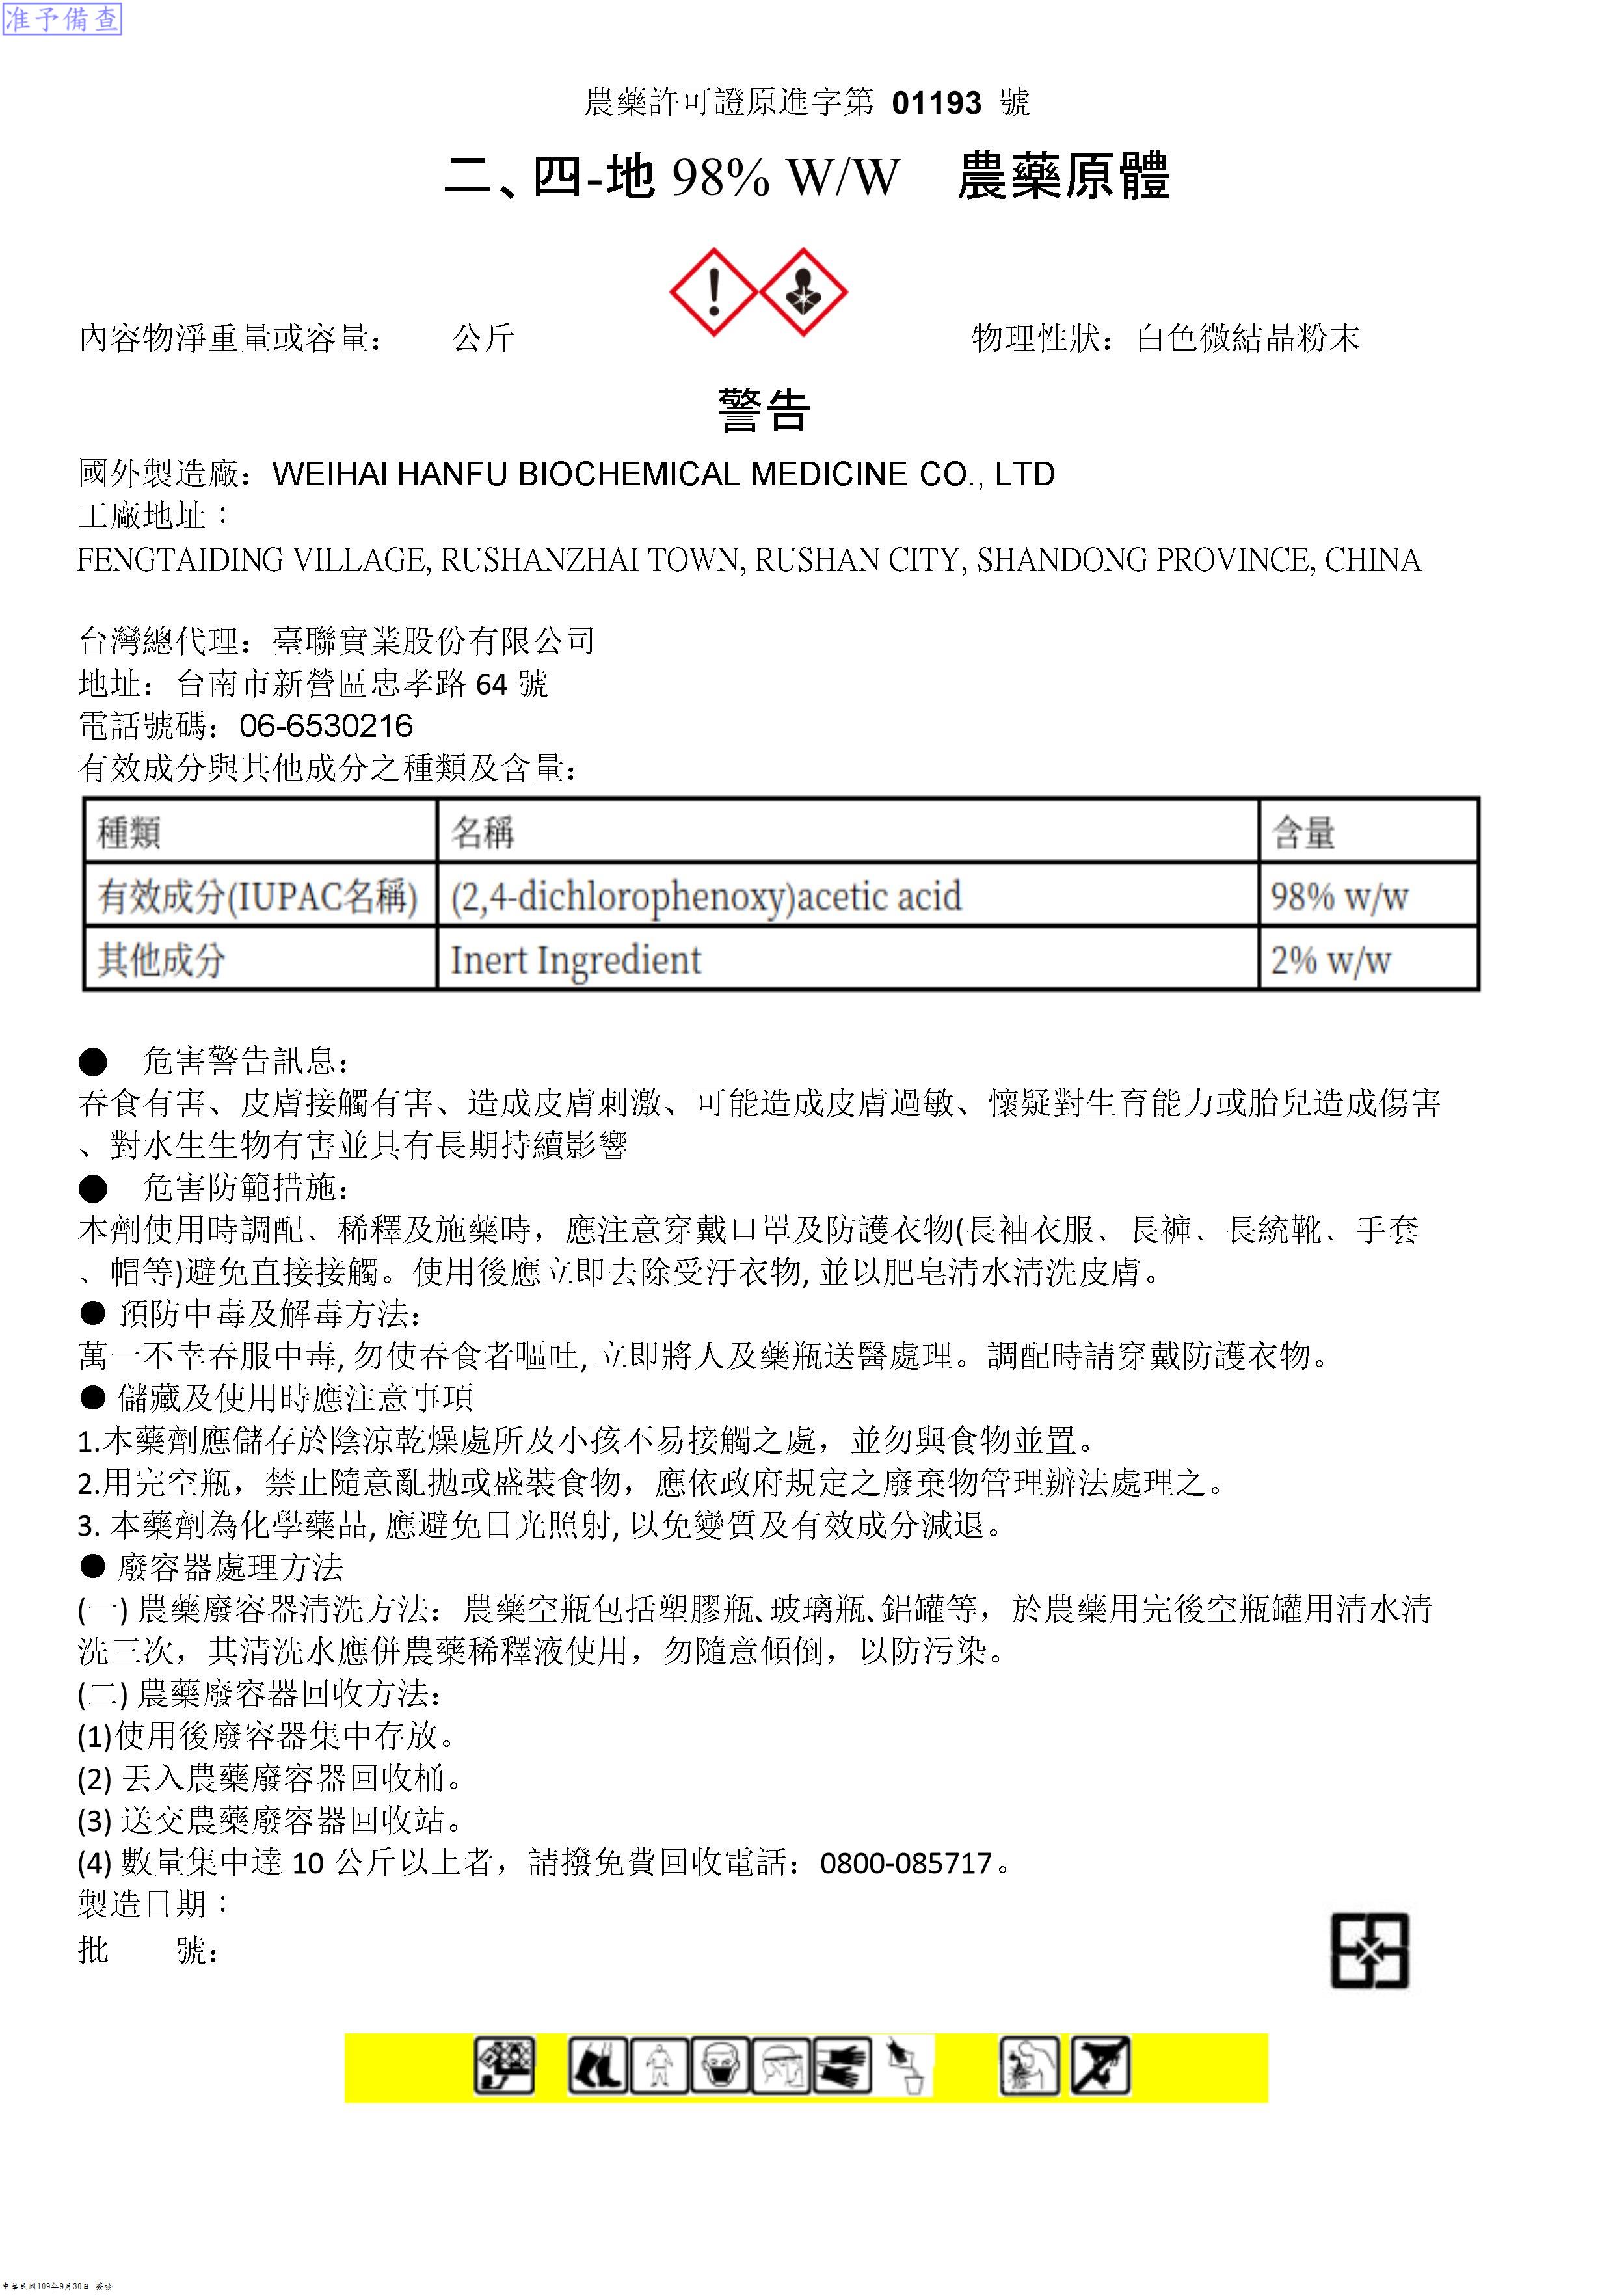 准予備查
農藥許可證原進字第 01193 號
二、四-地 98% W/W 農藥原體
內容物淨重量或容量： 公斤
物理性狀：白色微結晶粉末
警告
國外製造廠：WEIHAI HANFU BIOCHEMICAL MEDICINE CO., LTD
工廠地址：
FENGTAIDING VILLAGE, RUSHANZHAI TOWN, RUSHAN CITY, SHANDONG PROVINCE, CHINA
台灣總代理：臺聯實業股份有限公司
地址：台南市新營區忠孝路 64 號
電話號碼：06-6530216
有效成分與其他成分之種類及含量：
種類 名稱 含量
有效成分(IUPAC名稱) (2,4-dichlorophenoxy)acetic acid 98% w/w
其他成分 Inert Ingredient 2% w/w
● 危害警告訊息：
吞食有害、皮膚接觸有害、造成皮膚刺激、可能造成皮膚過敏、懷疑對生育能力或胎兒造成傷害
、對水生生物有害並具有長期持續影響
● 危害防範措施：
本劑使用時調配、稀釋及施藥時，應注意穿戴口罩及防護衣物(長袖衣服、長褲、長統靴、手套
、帽等)避免直接接觸。使用後應立即去除受汙衣物, 並以肥皂清水清洗皮膚。
● 預防中毒及解毒方法：
萬一不幸吞服中毒, 勿使吞食者嘔吐, 立即將人及藥瓶送醫處理。調配時請穿戴防護衣物。
● 儲藏及使用時應注意事項
1.本藥劑應儲存於陰涼乾燥處所及小孩不易接觸之處，並勿與食物並置。
2.用完空瓶，禁止隨意亂拋或盛裝食物，應依政府規定之廢棄物管理辦法處理之。
3. 本藥劑為化學藥品, 應避免日光照射, 以免變質及有效成分減退。
● 廢容器處理方法
(一) 農藥廢容器清洗方法：農藥空瓶包括塑膠瓶､玻璃瓶､鋁罐等，於農藥用完後空瓶罐用清水清
洗三次，其清洗水應併農藥稀釋液使用，勿隨意傾倒，以防污染。
(二) 農藥廢容器回收方法：
(1)使用後廢容器集中存放。
(2) 丟入農藥廢容器回收桶。
(3) 送交農藥廢容器回收站。
(4) 數量集中達 10 公斤以上者，請撥免費回收電話：0800-085717。
製造日期：
批 號：
中華民國109年9月30日 簽發